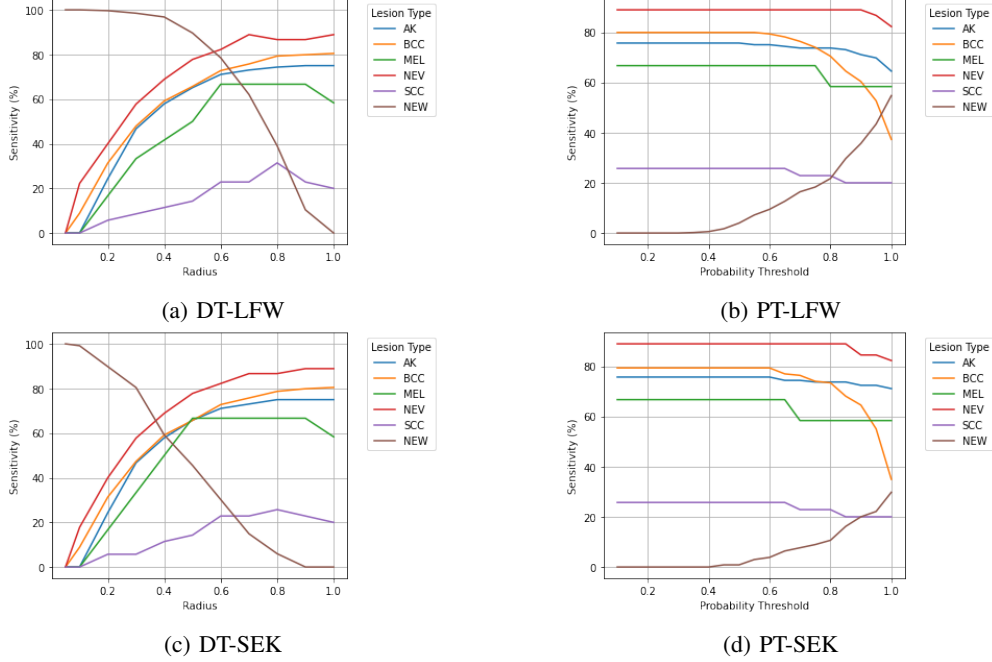 100
80
60
40
20
0
Sensitivity (%)
0.2 0.4 0.6 0.8 1.0
Radius
Lesion Type
AK
BCC
MEL
NEV
SCC
NEW
(a) DT-LFW
80
60
40
20
0
Sensitivity (%)
0.2 0.4 0.6 0.8 1.0
Probability Threshold
Lesion Type
AK
BCC
MEL
NEV
SCC
NEW
(b) PT-LFW
100
80
60
40
20
0
Sensitivity (%)
0.2 0.4 0.6 0.8 1.0
Radius
Lesion Type
AK
BCC
MEL
NEV
SCC
NEW
(c) DT-SEK
80
60
40
20
0
Sensitivity (%)
0.2 0.4 0.6 0.8 1.0
Probability Threshold
Lesion Type
AK
BCC
MEL
NEV
SCC
NEW
(d) PT-SEK